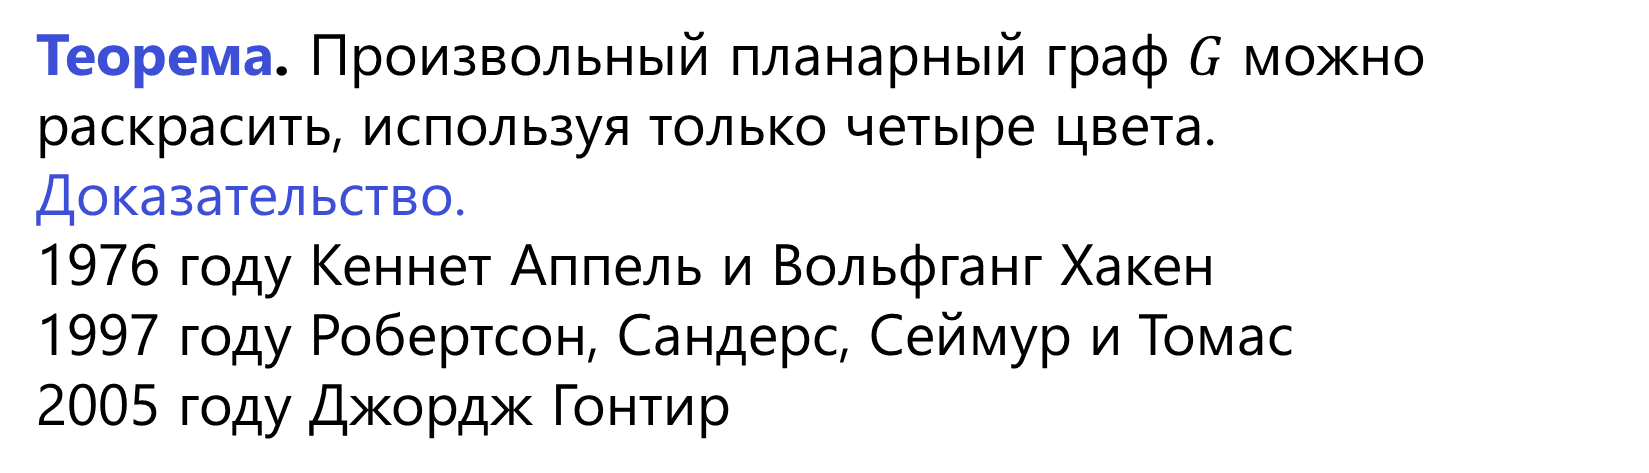 Теорема. Произвольный планарный граф G можно
раскрасить, используя только четыре цвета.
Доказательство.
1976 году Кеннет Аппель и Вольфганг Хакен
1997 году Робертсон, Сандерс, Сеймур и Томас
2005 году Джордж Гонтир